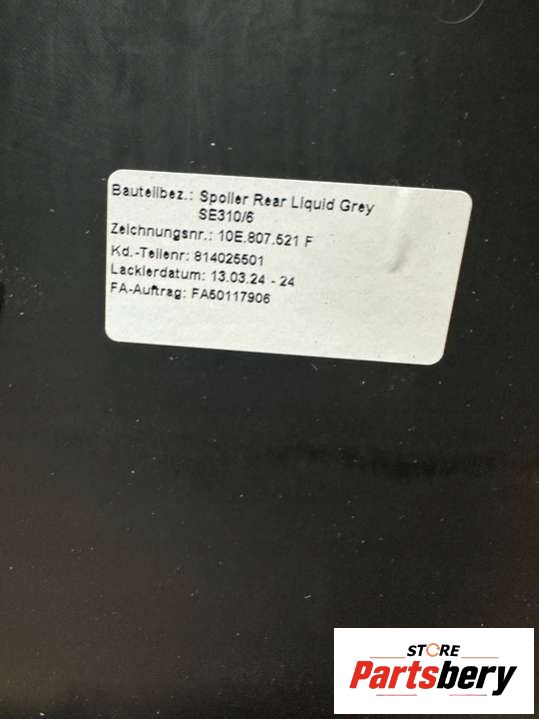 Bauteilbez.: Spoiler Rear Liquid Grey
SE310/6
Zeichnungsnr.: 10E.807.521 F
Kd.-Teilenr: 814025501
Lackierdatum: 13.03.24 - 24
FA-Auftrag: FA50117906
STORE
Partsbery